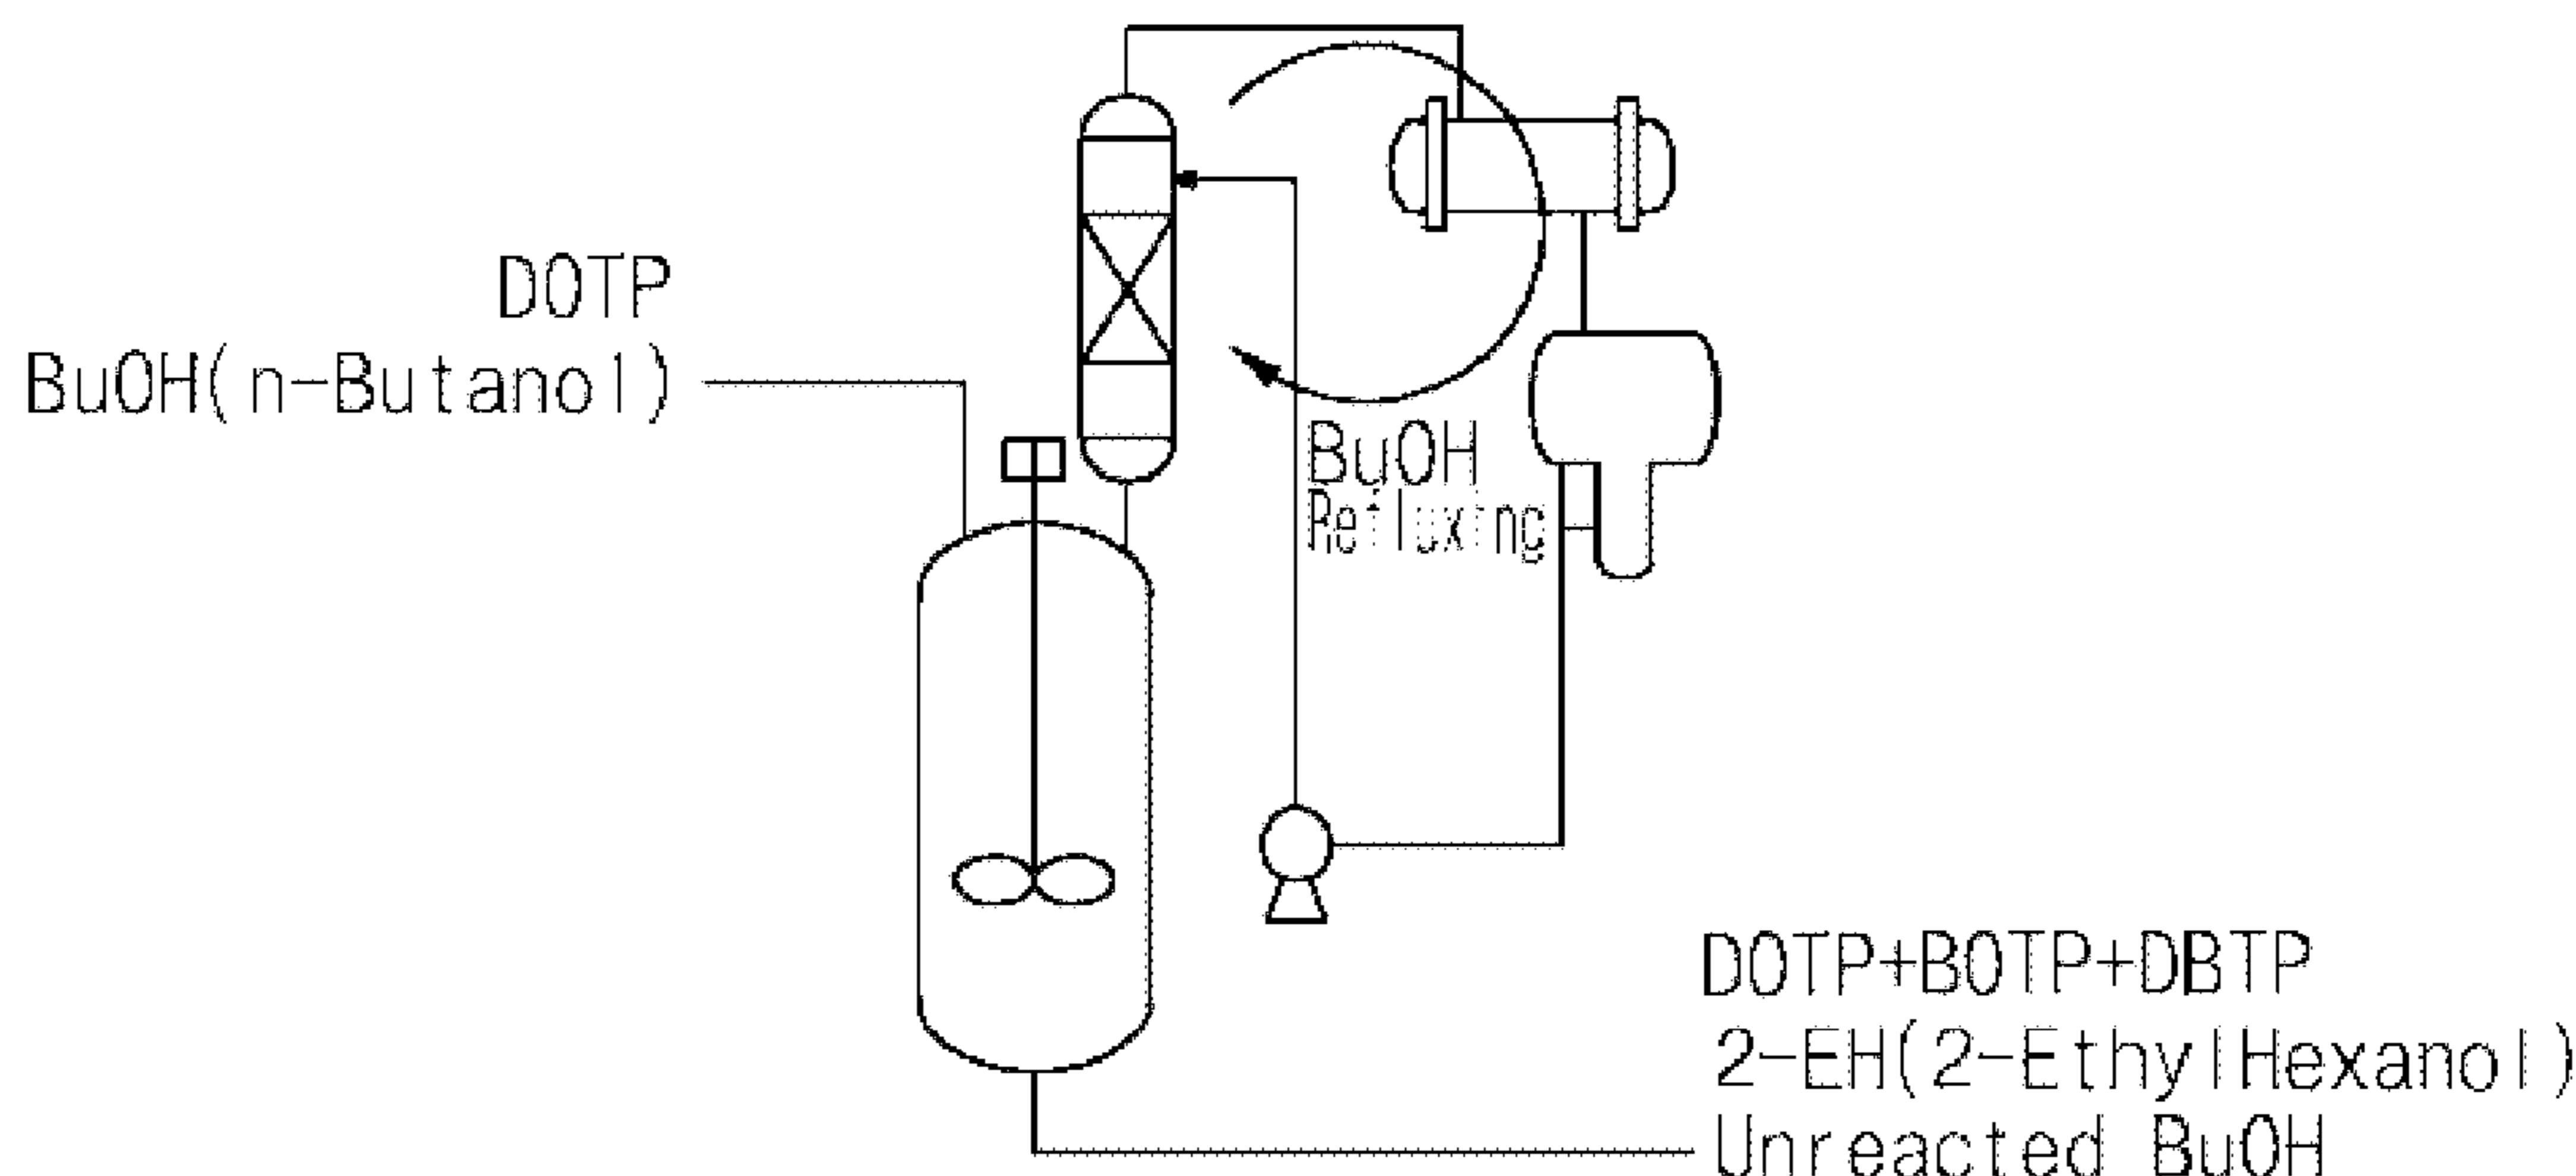 DOTP
BuOH(n-Butanol)
BuOH
Refluxing
DOTP+BOTP+DBTP
2-EH(2-EthylHexanol)
Unreacted BuOH